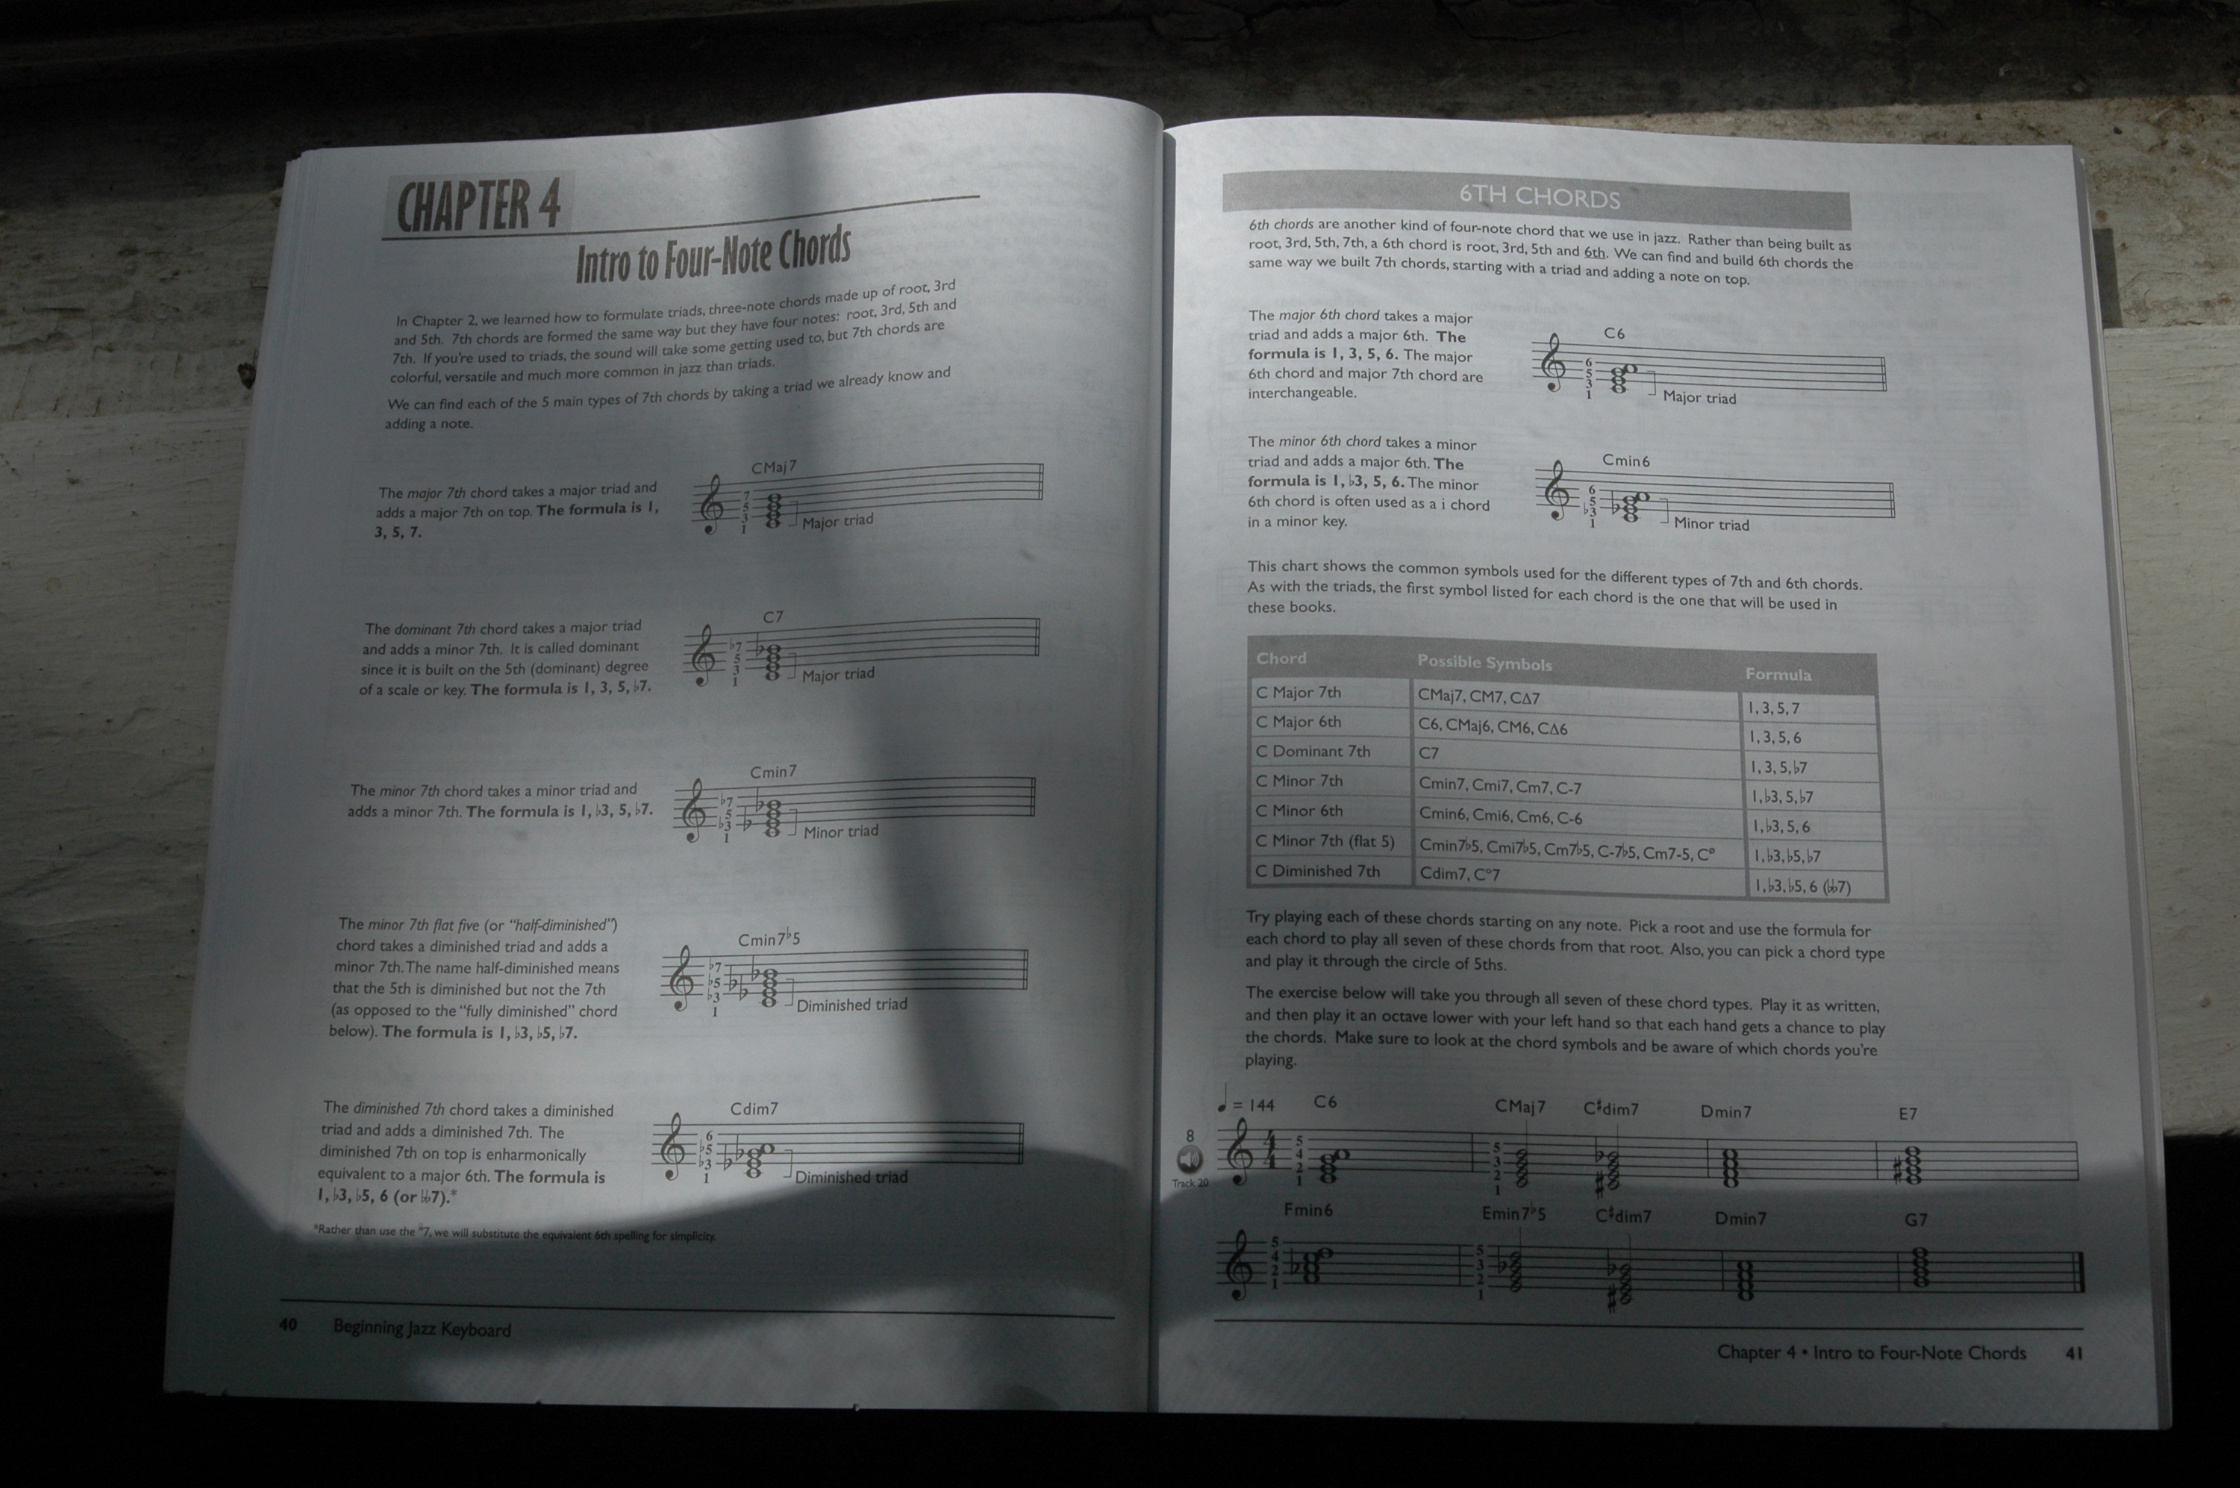 CHAPTER 4
Intro to Four-Note Chords
In Chapter 2, we learned how to formulate triads, three-note chords made up of root, 3rd
and 5th. 7th chords are formed the same way but they have four notes: root, 3rd, 5th and
7th. If you're used to triads, the sound will take some getting used to, but 7th chords are
colorful, versatile and much more common in jazz than triads.
We can find each of the 5 main types of 7th chords by taking a triad we already know and
adding a note.
The major 7th chord takes a major triad and
adds a major 7th on top. The formula is 1,
3, 5, 7.
CMaj7
7
5
3
1
Major triad
The dominant 7th chord takes a major triad
and adds a minor 7th. It is called dominant
since it is built on the 5th (dominant) degree
of a scale or key. The formula is 1, 3, 5, ♭7.
C7
♭7
5
3
1
Major triad
The minor 7th chord takes a minor triad and
adds a minor 7th. The formula is 1, ♭3, 5, ♭7.
Cmin7
♭7
5
♭3
1
Minor triad
The minor 7th flat five (or "half-diminished")
chord takes a diminished triad and adds a
minor 7th. The name half-diminished means
that the 5th is diminished but not the 7th
(as opposed to the "fully diminished" chord
below). The formula is 1, ♭3, ♭5, ♭7.
Cmin7♭5
♭7
♭5
♭3
1
Diminished triad
The diminished 7th chord takes a diminished
triad and adds a diminished 7th. The
diminished 7th on top is enharmonically
equivalent to a major 6th. The formula is
1, ♭3, ♭5, 6 (or ♭♭7).*
Cdim7
6
♭5
♭3
1
Diminished triad
*Rather than use the ♭♭7, we will substitute the equivalent 6th spelling for simplicity.
40 Beginning Jazz Keyboard
6TH CHORDS
6th chords are another kind of four-note chord that we use in jazz. Rather than being built as
root, 3rd, 5th, 7th, a 6th chord is root, 3rd, 5th and 6th. We can find and build 6th chords the
same way we built 7th chords, starting with a triad and adding a note on top.
The major 6th chord takes a major
triad and adds a major 6th. The
formula is 1, 3, 5, 6. The major
6th chord and major 7th chord are
interchangeable.
C6
6
5
3
1
Major triad
The minor 6th chord takes a minor
triad and adds a major 6th. The
formula is 1, ♭3, 5, 6. The minor
6th chord is often used as a i chord
in a minor key.
Cmin6
6
5
♭3
1
Minor triad
This chart shows the common symbols used for the different types of 7th and 6th chords.
As with the triads, the first symbol listed for each chord is the one that will be used in
these books.
Chord Possible Symbols Formula
C Major 7th CMaj7, CM7, CΔ7 1, 3, 5, 7
C Major 6th C6, CMaj6, CM6, CΔ6 1, 3, 5, 6
C Dominant 7th C7 1, 3, 5, ♭7
C Minor 7th Cmin7, Cmi7, Cm7, C-7 1, ♭3, 5, ♭7
C Minor 6th Cmin6, Cmi6, Cm6, C-6 1, ♭3, 5, 6
C Minor 7th (flat 5) Cmin7♭5, Cmi7♭5, Cm7♭5, C-7♭5, Cm7-5, Cø 1, ♭3, ♭5, ♭7
C Diminished 7th Cdim7, C°7 1, ♭3, ♭5, 6 (♭♭7)
Try playing each of these chords starting on any note. Pick a root and use the formula for
each chord to play all seven of these chords from that root. Also, you can pick a chord type
and play it through the circle of 5ths.
The exercise below will take you through all seven of these chord types. Play it as written,
and then play it an octave lower with your left hand so that each hand gets a chance to play
the chords. Make sure to look at the chord symbols and be aware of which chords you're
playing.
♩ = 144 C6 CMaj7 C♯dim7 Dmin7 E7
8
Track 20
4
4
5
4
2
1
5
3
2
1
Fmin6 Emin7♭5 C♯dim7 Dmin7 G7
5
4
2
1
5
3
2
1
Chapter 4 • Intro to Four-Note Chords 41